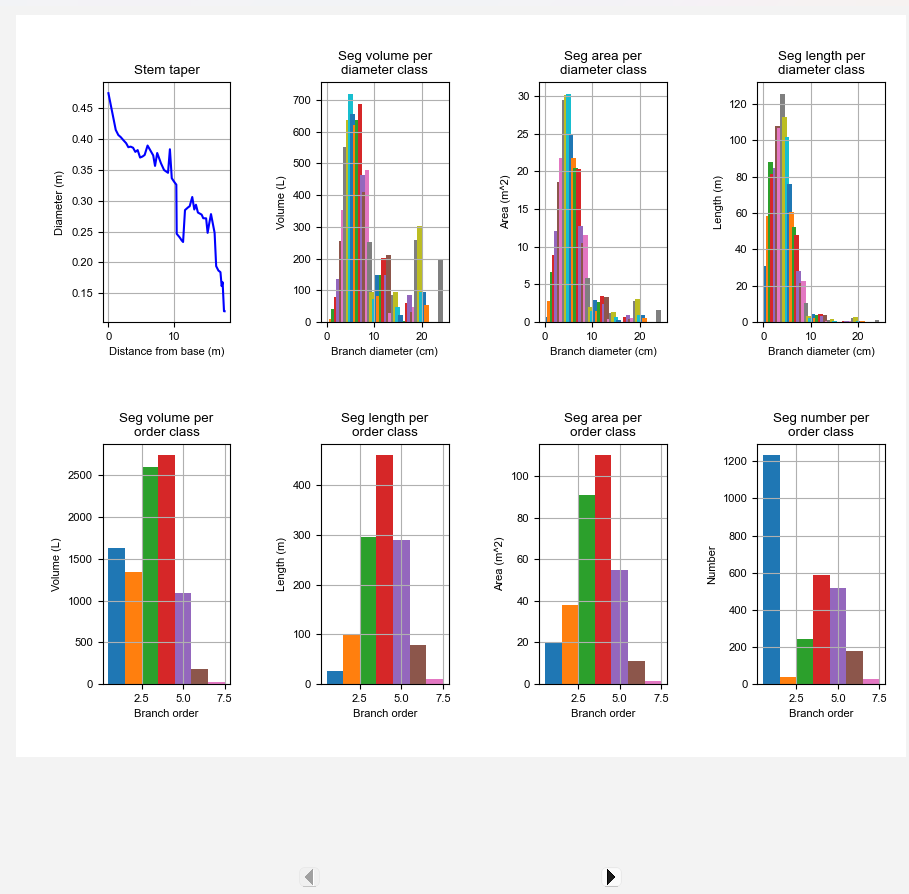 Stem taper
0.45
0.40
0.35
0.30
0.25
0.20
0.15
Diameter (m)
0 10
Distance from base (m)
Seg volume per
diameter class
700
600
500
400
300
200
100
0
Volume (L)
0 10 20
Branch diameter (cm)
Seg area per
diameter class
30
25
20
15
10
5
0
Area (m^2)
0 10 20
Branch diameter (cm)
Seg length per
diameter class
120
100
80
60
40
20
0
Length (m)
0 10 20
Branch diameter (cm)
Seg volume per
order class
2500
2000
1500
1000
500
0
Volume (L)
2.5 5.0 7.5
Branch order
Seg length per
order class
400
300
200
100
0
Length (m)
2.5 5.0 7.5
Branch order
Seg area per
order class
100
80
60
40
20
0
Area (m^2)
2.5 5.0 7.5
Branch order
Seg number per
order class
1200
1000
800
600
400
200
0
Number
2.5 5.0 7.5
Branch order